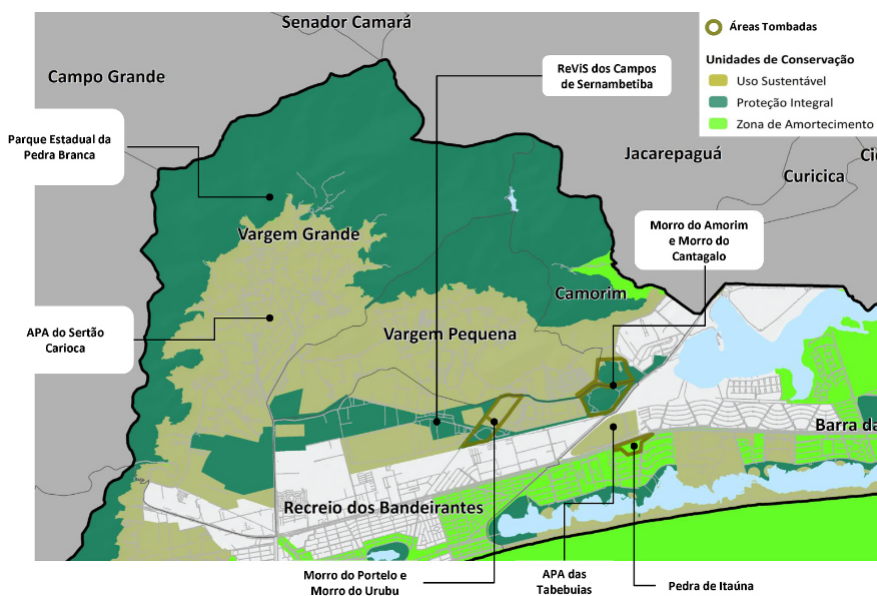 Senador Camará
Áreas Tombadas
Unidades de Conservação
Uso Sustentável
Proteção Integral
Zona de Amortecimento
Campo Grande
ReViS dos Campos
de Sernambetiba
Parque Estadual da
Pedra Branca
Jacarepaguá
Curicica
Morro do Amorim
e Morro do
Cantagalo
Vargem Grande
Camorim
APA do Sertão
Carioca
Vargem Pequena
Barra da
Recreio dos Bandeirantes
Morro do Portelo e
Morro do Urubu
APA das
Tabebuias
Pedra de Itaúna